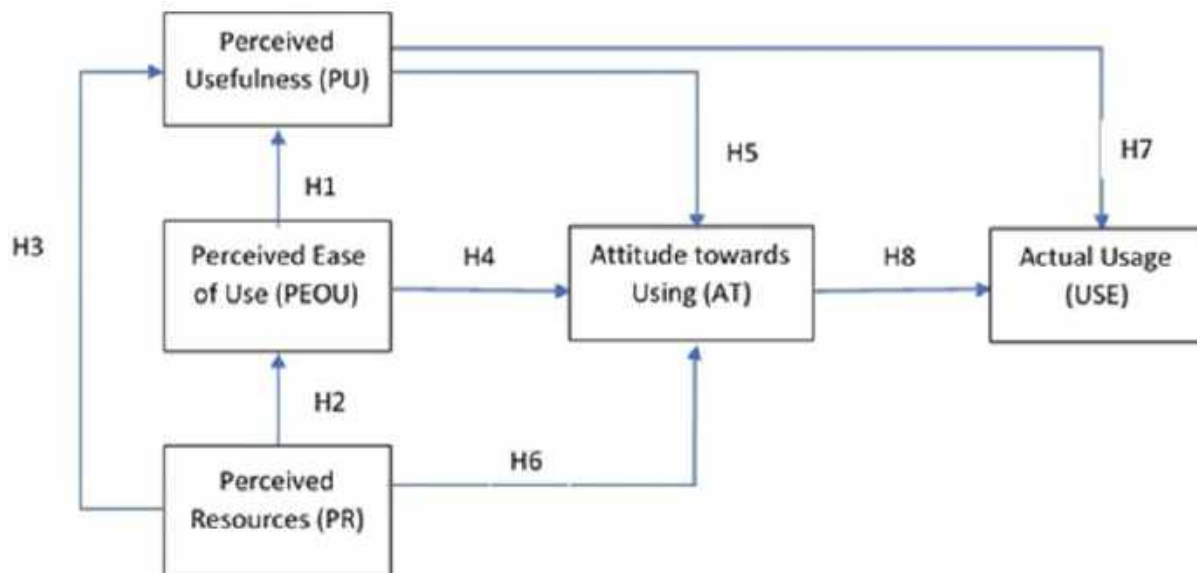 Perceived
Usefulness (PU)
H5
H7
H1
H3
Perceived Ease
of Use (PEOU)
H4
Attitude towards
Using (AT)
H8
Actual Usage
(USE)
H2
H6
Perceived
Resources (PR)